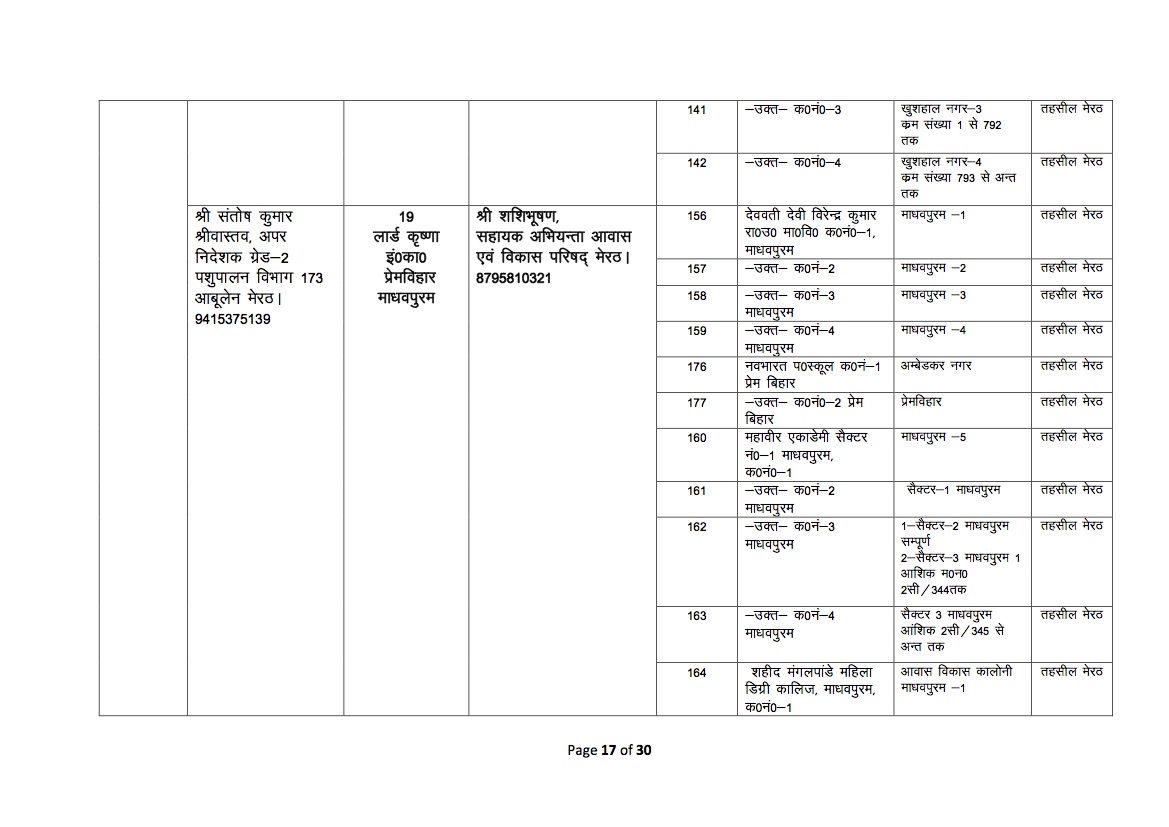 141
–उक्त– क0नं0–3
खुशहाल नगर–3
क्रम संख्या 1 से 792
तक
तहसील मेरठ
142
–उक्त– क0नं0–4
खुशहाल नगर–4
क्रम संख्या 793 से अन्त
तक
तहसील मेरठ
श्री संतोष कुमार
श्रीवास्तव, अपर
निदेशक ग्रेड–2
पशुपालन विभाग 173
आबूलेन मेरठ।
9415375139
19
लार्ड कृष्णा
इं0का0
प्रेमविहार
माधवपुरम
श्री शशिभूषण,
सहायक अभियन्ता आवास
एवं विकास परिषद् मेरठ।
8795810321
156
देववती देवी विरेन्द्र कुमार
रा0उ0 मा0वि0 क0नं0–1,
माधवपुरम
माधवपुरम –1
तहसील मेरठ
157
–उक्त– क0नं–2
माधवपुरम –2
तहसील मेरठ
158
–उक्त– क0नं–3
माधवपुरम
माधवपुरम –3
तहसील मेरठ
159
–उक्त– क0नं–4
माधवपुरम
माधवपुरम –4
तहसील मेरठ
176
नवभारत प0स्कूल क0नं–1
प्रेम बिहार
अम्बेडकर नगर
तहसील मेरठ
177
–उक्त– क0नं0–2 प्रेम
बिहार
प्रेमविहार
तहसील मेरठ
160
महावीर एकाडेमी सैक्टर
नं0–1 माधवपुरम,
क0नं0–1
माधवपुरम –5
तहसील मेरठ
161
–उक्त– क0नं–2
माधवपुरम
सैक्टर–1 माधवपुरम
तहसील मेरठ
162
–उक्त– क0नं–3
माधवपुरम
1–सैक्टर–2 माधवपुरम
सम्पूर्ण
2–सैक्टर–3 माधवपुरम 1
आशिक म0न0
2सी/344तक
तहसील मेरठ
163
–उक्त– क0नं–4
माधवपुरम
सैक्टर 3 माधवपुरम
आंशिक 2सी/345 से
अन्त तक
तहसील मेरठ
164
शहीद मंगलपांडे महिला
डिग्री कालिज, माधवपुरम,
क0नं0–1
आवास विकास कालोनी
माधवपुरम –1
तहसील मेरठ
Page 17 of 30